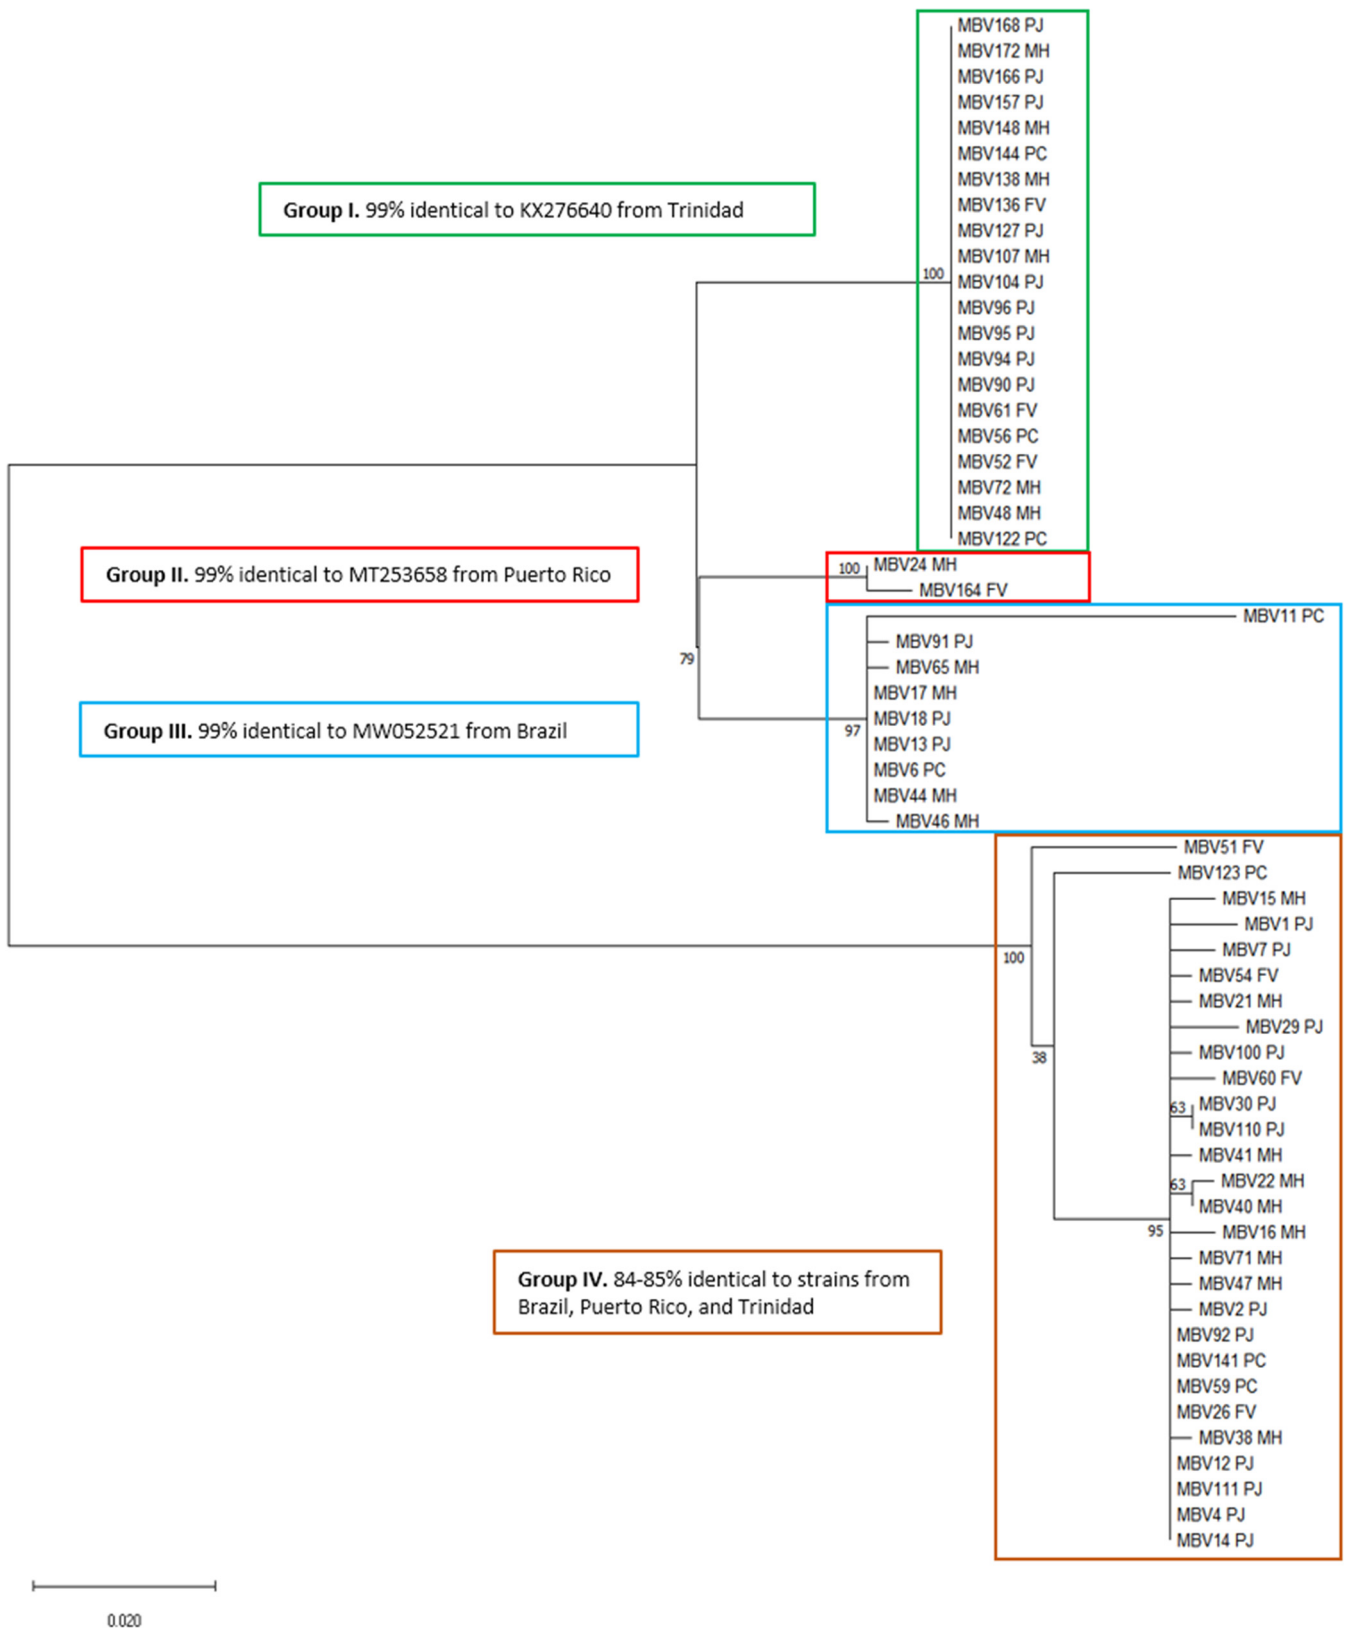 MBV168 PJ
MBV172 MH
MBV166 PJ
MBV157 PJ
MBV148 MH
MBV144 PC
MBV138 MH
Group I. 99% identical to KX276640 from Trinidad
MBV136 FV
MBV127 PJ
MBV107 MH
100
MBV104 PJ
MBV96 PJ
MBV95 PJ
MBV94 PJ
MBV90 PJ
MBV61 FV
MBV56 PC
MBV52 FV
MBV72 MH
MBV48 MH
MBV122 PC
Group II. 99% identical to MT253658 from Puerto Rico
100
MBV24 MH
MBV164 FV
MBV11 PC
MBV91 PJ
79
MBV65 MH
MBV17 MH
MBV18 PJ
Group III. 99% identical to MW052521 from Brazil
97
MBV13 PJ
MBV6 PC
MBV44 MH
MBV46 MH
MBV51 FV
MBV123 PC
MBV15 MH
MBV1 PJ
MBV7 PJ
100
MBV54 FV
MBV21 MH
MBV29 PJ
MBV100 PJ
38
MBV60 FV
63
MBV30 PJ
MBV110 PJ
MBV41 MH
63
MBV22 MH
MBV40 MH
95
MBV16 MH
MBV71 MH
Group IV. 84-85% identical to strains from
Brazil, Puerto Rico, and Trinidad
MBV47 MH
MBV2 PJ
MBV92 PJ
MBV141 PC
MBV59 PC
MBV26 FV
MBV38 MH
MBV12 PJ
MBV111 PJ
MBV4 PJ
MBV14 PJ
0.020